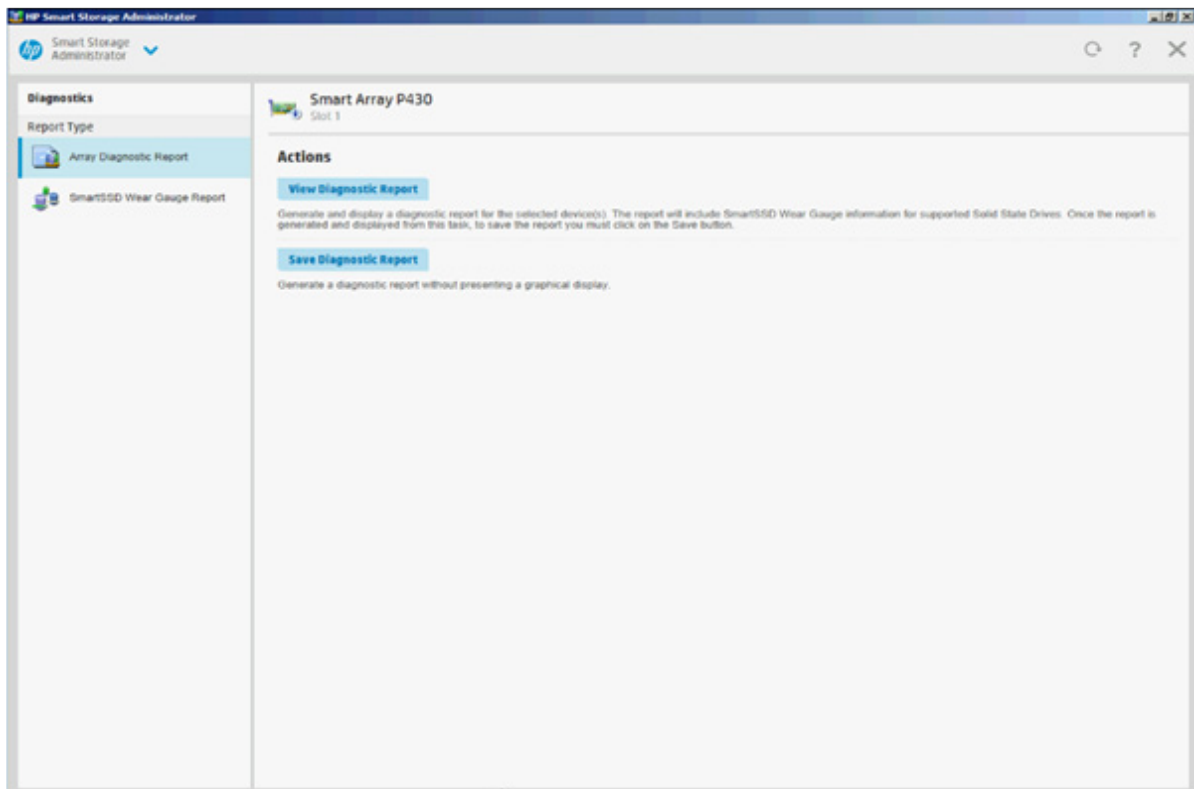 HP Smart Storage Administrator
hp
Smart Storage
Administrator
?
Diagnostics
Report Type
Array Diagnostic Report
SmartSSD Wear Gauge Report
Smart Array P430
Slot 1
Actions
View Diagnostic Report
Generate and display a diagnostic report for the selected device(s). The report will include SmartSSD Wear Gauge information for supported Solid State Drives. Once the report is
generated and displayed from this task, to save the report you must click on the Save button.
Save Diagnostic Report
Generate a diagnostic report without presenting a graphical display.